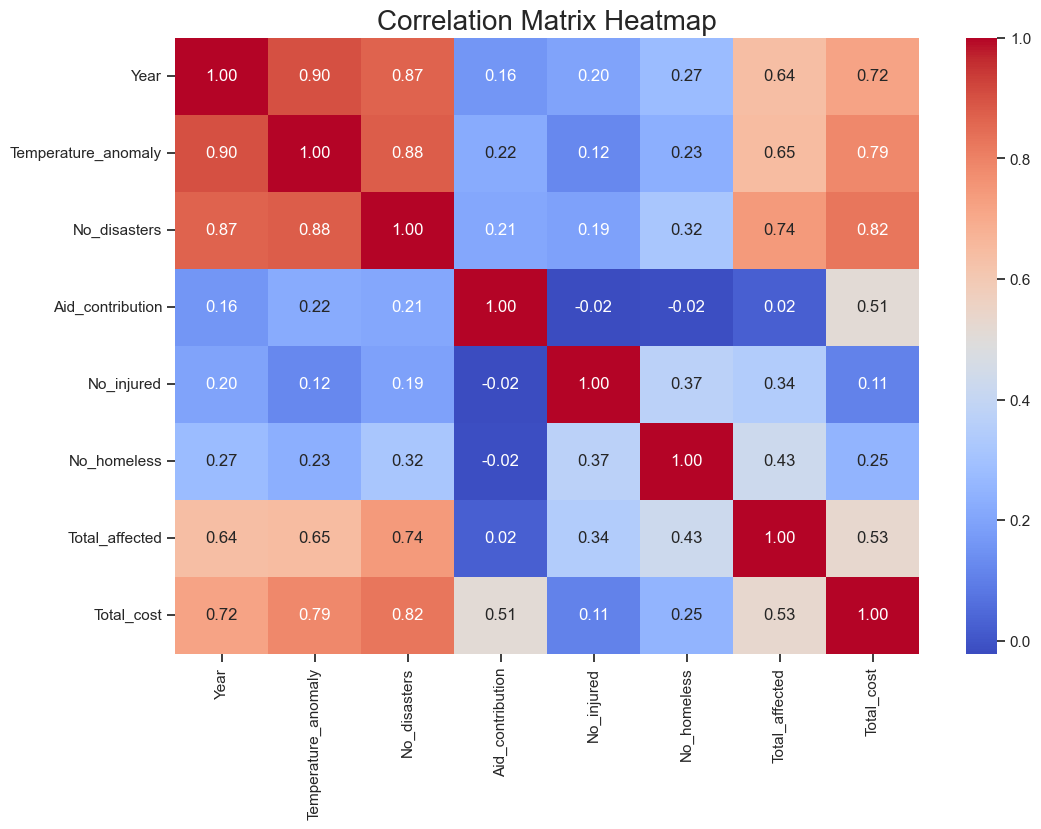 Correlation Matrix Heatmap
Year 1.00 0.90 0.87 0.16 0.20 0.27 0.64 0.72
Temperature_anomaly 0.90 1.00 0.88 0.22 0.12 0.23 0.65 0.79
No_disasters 0.87 0.88 1.00 0.21 0.19 0.32 0.74 0.82
Aid_contribution 0.16 0.22 0.21 1.00 -0.02 -0.02 0.02 0.51
No_injured 0.20 0.12 0.19 -0.02 1.00 0.37 0.34 0.11
No_homeless 0.27 0.23 0.32 -0.02 0.37 1.00 0.43 0.25
Total_affected 0.64 0.65 0.74 0.02 0.34 0.43 1.00 0.53
Total_cost 0.72 0.79 0.82 0.51 0.11 0.25 0.53 1.00
Year
Temperature_anomaly
No_disasters
Aid_contribution
No_injured
No_homeless
Total_affected
Total_cost
1.0
0.8
0.6
0.4
0.2
0.0